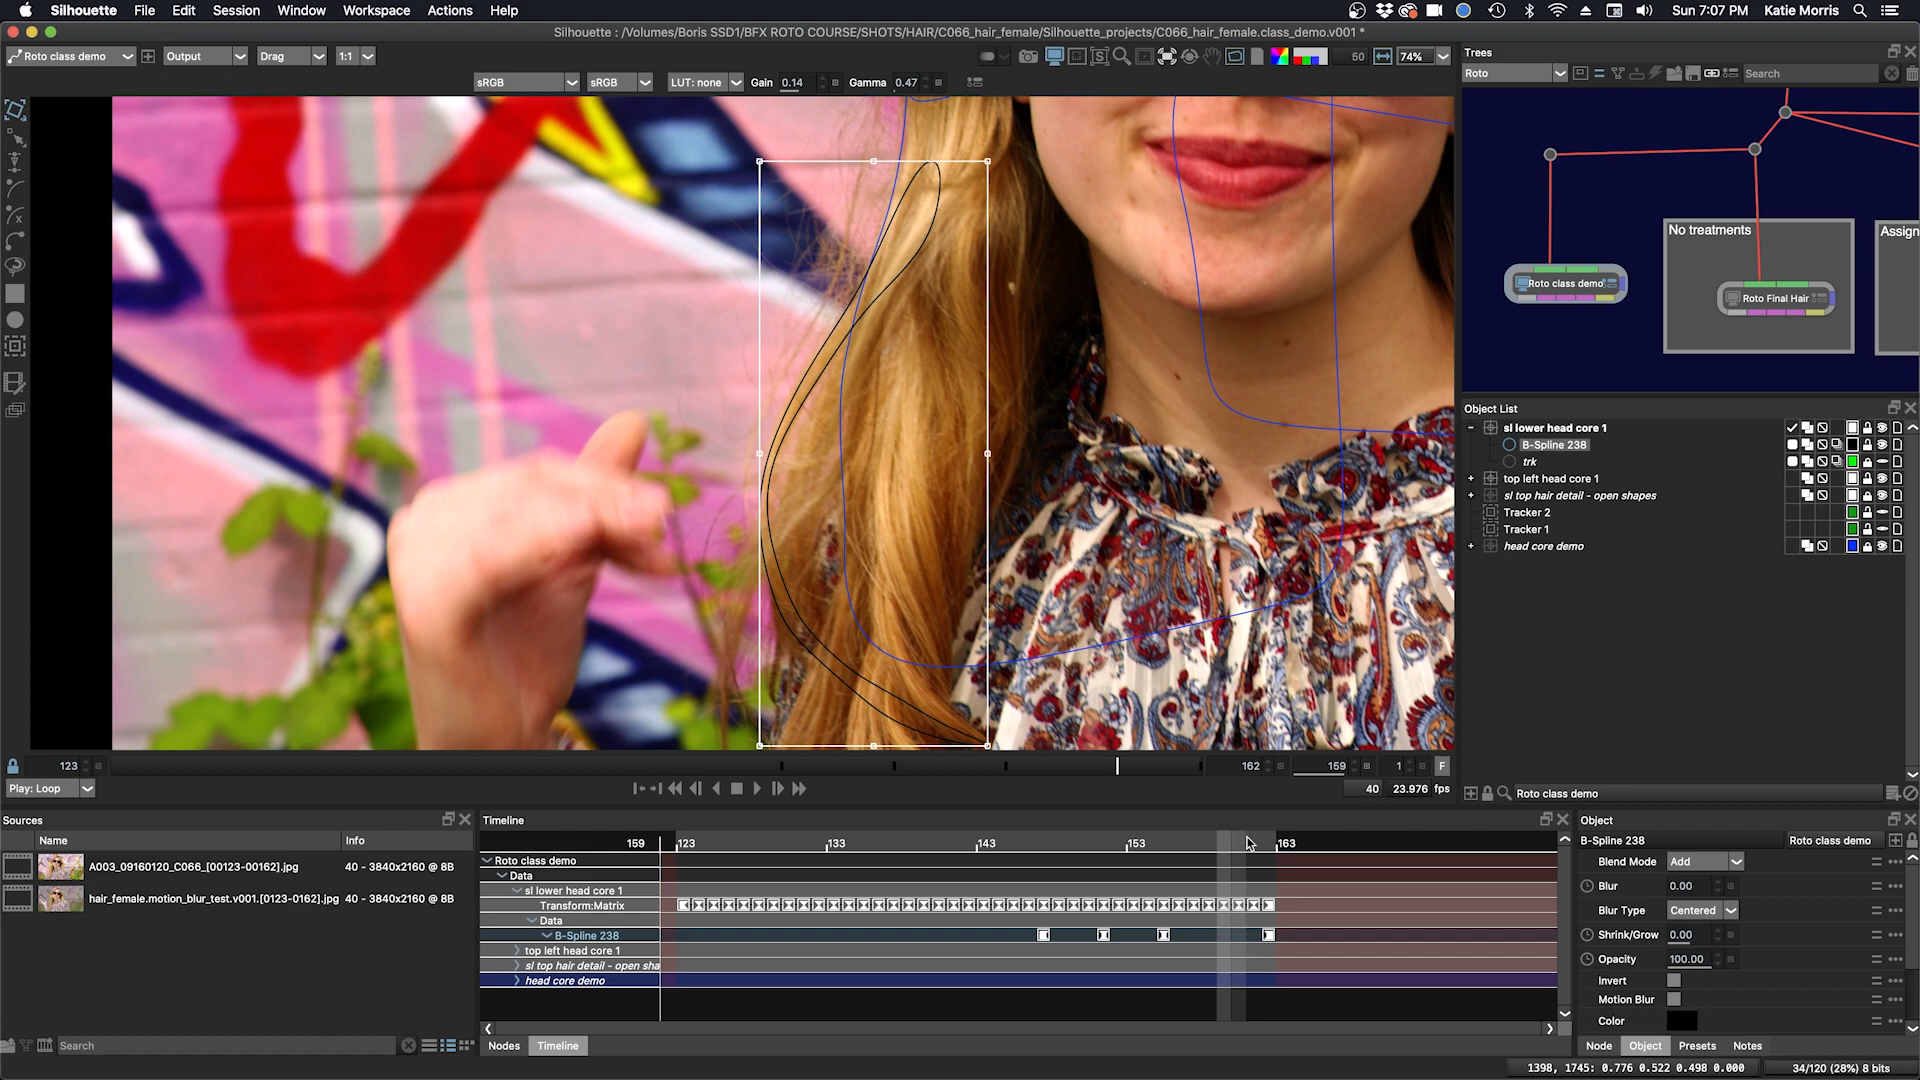 Silhouette File Edit Session Window Workspace Actions Help
Sun 7:07 PM Katie Morris
Silhouette : /Volumes/Boris SSD1/BFX ROTO COURSE/SHOTS/HAIR/C066_hair_female/Silhouette_projects/C066_hair_female.class_demo.v001 *
Roto class demo Output Drag 1:1 50 74%
sRGB sRGB LUT: none Gain 0.14 Gamma 0.47
Trees
Roto Search
No treatments Assign
Roto class demo Roto Final Hair
Object List
sl lower head core 1
B-Spline 238
trk
top left head core 1
sl top hair detail - open shapes
Tracker 2
Tracker 1
head core demo
Roto class demo
123 162 159 1 F
Play: Loop 40 23.976 fps
Sources
Name Info
A003_09160120_C066_[00123-00162].jpg 40 - 3840x2160 @ 8B
hair_female.motion_blur_test.v001.[0123-0162].jpg 40 - 3840x2160 @ 8B
Search
Timeline
159 123 133 143 153 163
Roto class demo
Data
sl lower head core 1
Transform:Matrix
Data
B-Spline 238
top left head core 1
sl top hair detail - open sha
head core demo
Nodes Timeline
Object
B-Spline 238 Roto class demo
Blend Mode Add
Blur 0.00
Blur Type Centered
Shrink/Grow 0.00
Opacity 100.00
Invert
Motion Blur
Color
Node Object Presets Notes
1398, 1745: 0.776 0.522 0.498 0.000 34/120 (28%) 8 bits